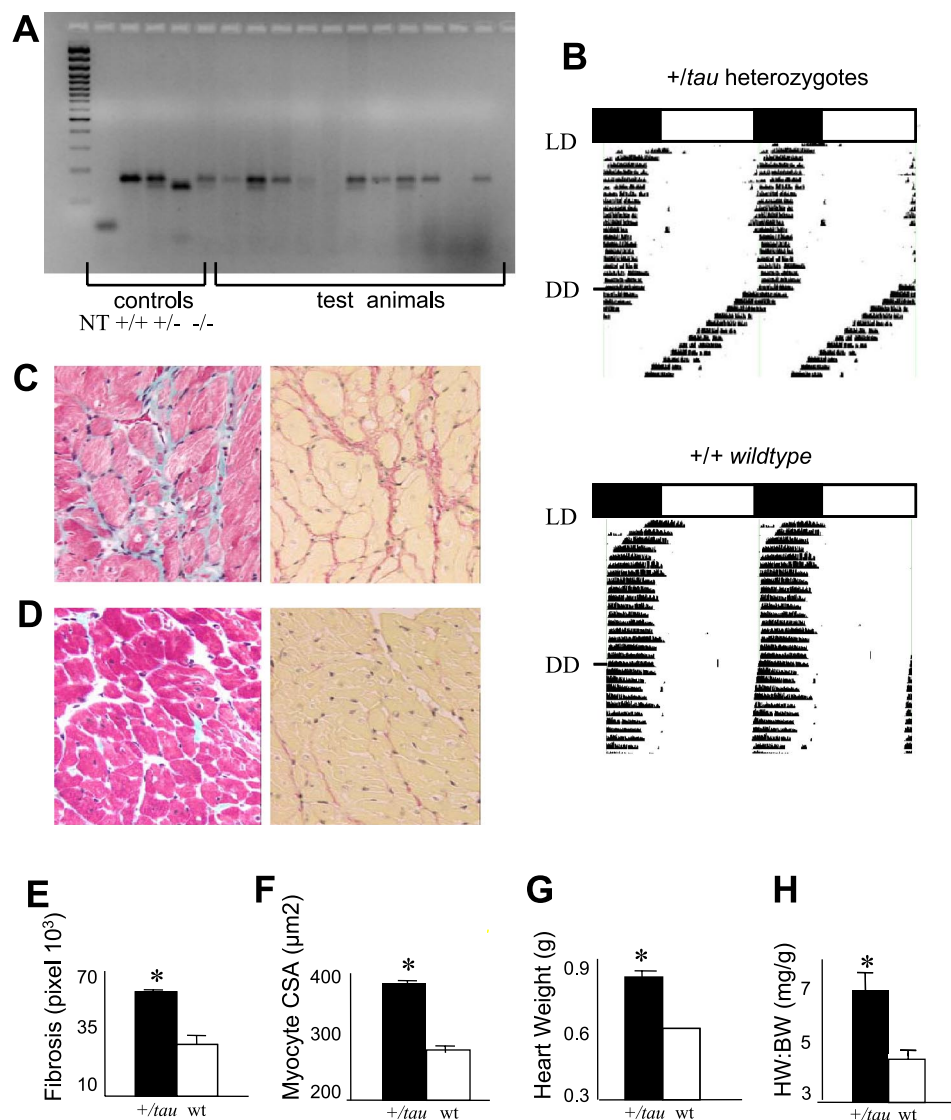 A
controls
test animals
NT +/+ +/- -/-
B
+/tau heterozygotes
LD
DD
+/+ wildtype
LD
DD
C
D
E
Fibrosis (pixel 10³)
70
35
10
*
+/tau wt
F
Myocyte CSA (µm2)
400
300
200
*
+/tau wt
G
Heart Weight (g)
0.9
0.6
0.3
*
+/tau wt
H
HW:BW (mg/g)
7
5
3
*
+/tau wt